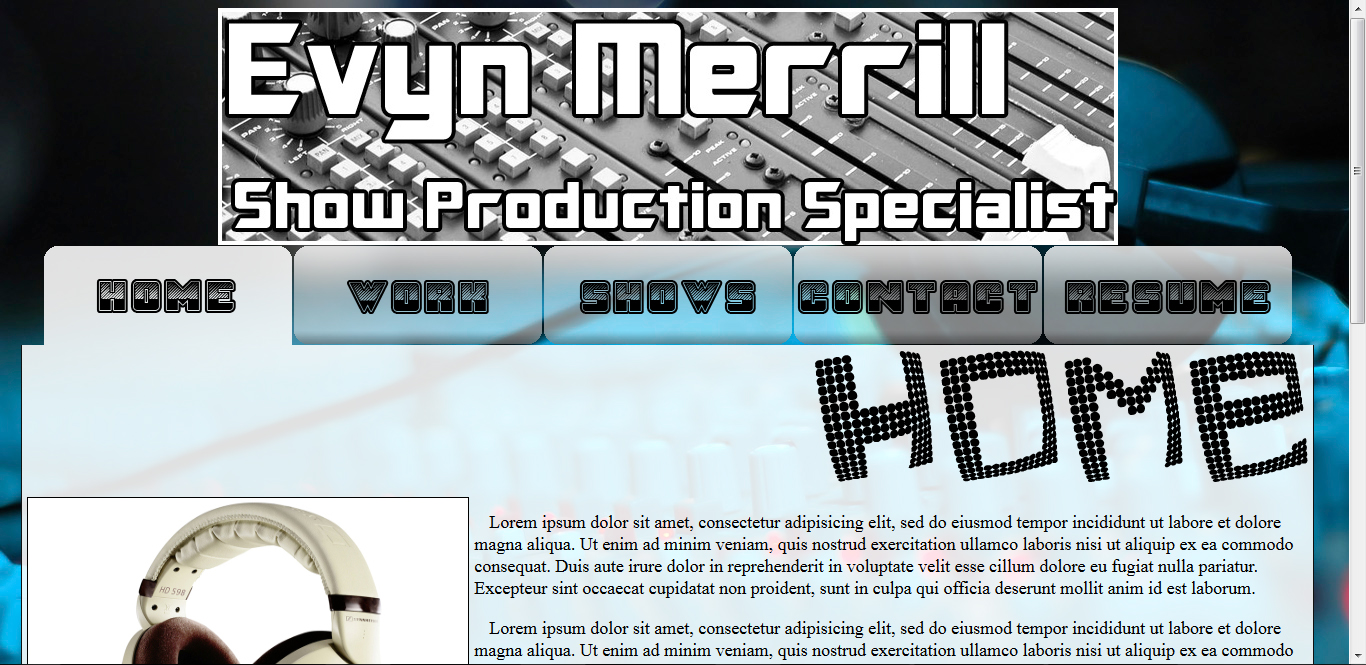 Evyn Merrill
Show Production Specialist
HOME
WORK
SHOWS
CONTACT
RESUME
HOME
HD 598
Lorem ipsum dolor sit amet, consectetur adipisicing elit, sed do eiusmod tempor incididunt ut labore et dolore
magna aliqua. Ut enim ad minim veniam, quis nostrud exercitation ullamco laboris nisi ut aliquip ex ea commodo
consequat. Duis aute irure dolor in reprehenderit in voluptate velit esse cillum dolore eu fugiat nulla pariatur.
Excepteur sint occaecat cupidatat non proident, sunt in culpa qui officia deserunt mollit anim id est laborum.
Lorem ipsum dolor sit amet, consectetur adipisicing elit, sed do eiusmod tempor incididunt ut labore et dolore
magna aliqua. Ut enim ad minim veniam, quis nostrud exercitation ullamco laboris nisi ut aliquip ex ea commodo